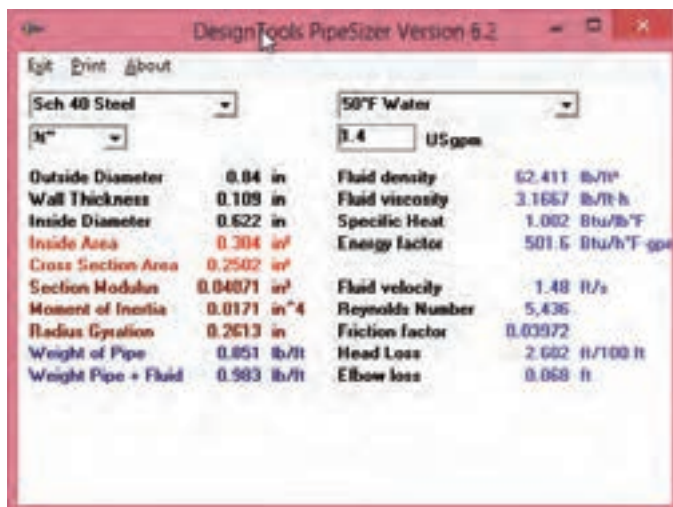 DesignTools PipeSizer Version 6.2
Exit Print About
Sch 40 Steel 50°F Water
1.4 USgpm
Outside Diameter 0.84 in Fluid density 62.411 lb/ft³
Wall Thickness 0.109 in Fluid viscosity 3.1667 lb/ft·h
Inside Diameter 0.622 in Specific Heat 1.002 Btu/lb°F
Inside Area 0.304 in² Energy factor 501.6 Btu/h°F·gpm
Cross Section Area 0.2502 in²
Section Modulus 0.04071 in³ Fluid velocity 1.48 ft/s
Moment of Inertia 0.0171 in^4 Reynolds Number 5,436
Radius Gyration 0.2613 in Friction factor 0.03972
Weight of Pipe 0.851 lb/ft Head Loss 2.602 ft/100 ft
Weight Pipe + Fluid 0.983 lb/ft Elbow loss 0.068 ft